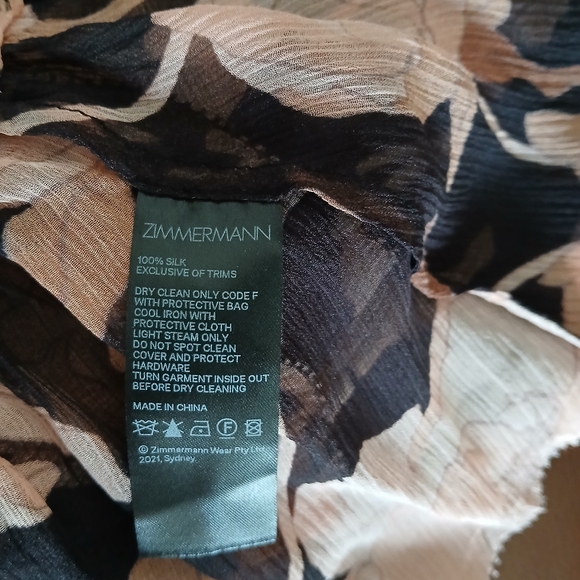 ZIMMERMANN
100% SILK
EXCLUSIVE OF TRIMS
DRY CLEAN ONLY CODE F
WITH PROTECTIVE BAG
COOL IRON WITH
PROTECTIVE CLOTH
LIGHT STEAM ONLY
DO NOT SPOT CLEAN
COVER AND PROTECT
HARDWARE
TURN GARMENT INSIDE OUT
BEFORE DRY CLEANING
MADE IN CHINA
F
© Zimmermann Wear Pty Ltd
2021, Sydney.